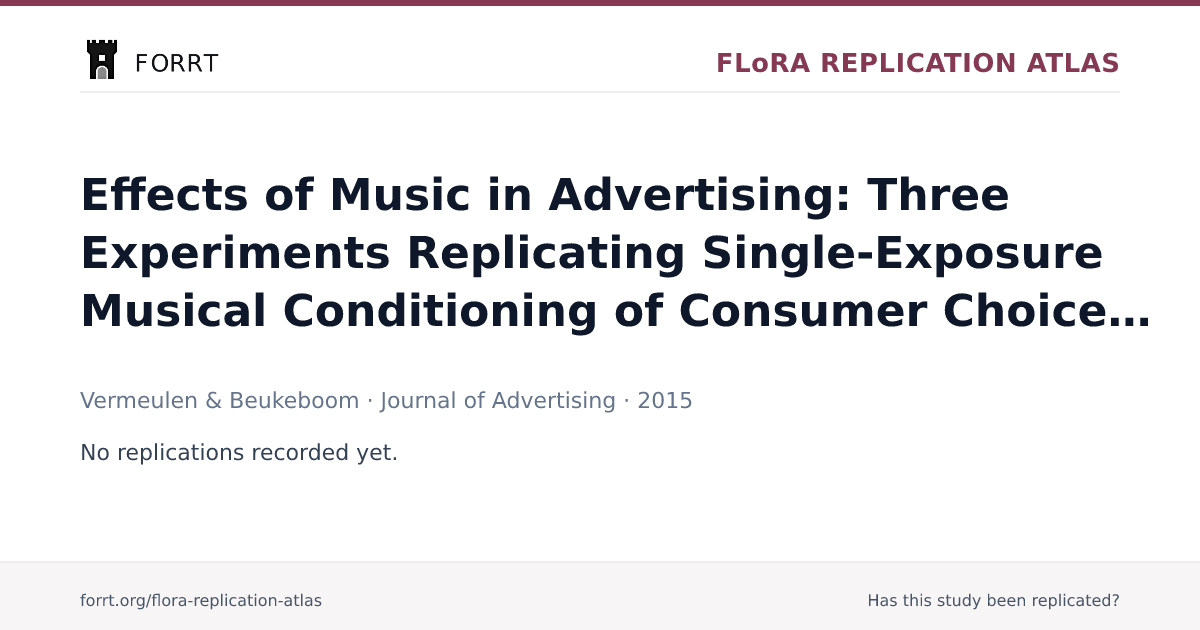 FORRT
FLoRA REPLICATION ATLAS
Effects of Music in Advertising: Three
Experiments Replicating Single-Exposure
Musical Conditioning of Consumer Choice…
Vermeulen & Beukeboom · Journal of Advertising · 2015
No replications recorded yet.
forrt.org/flora-replication-atlas
Has this study been replicated?